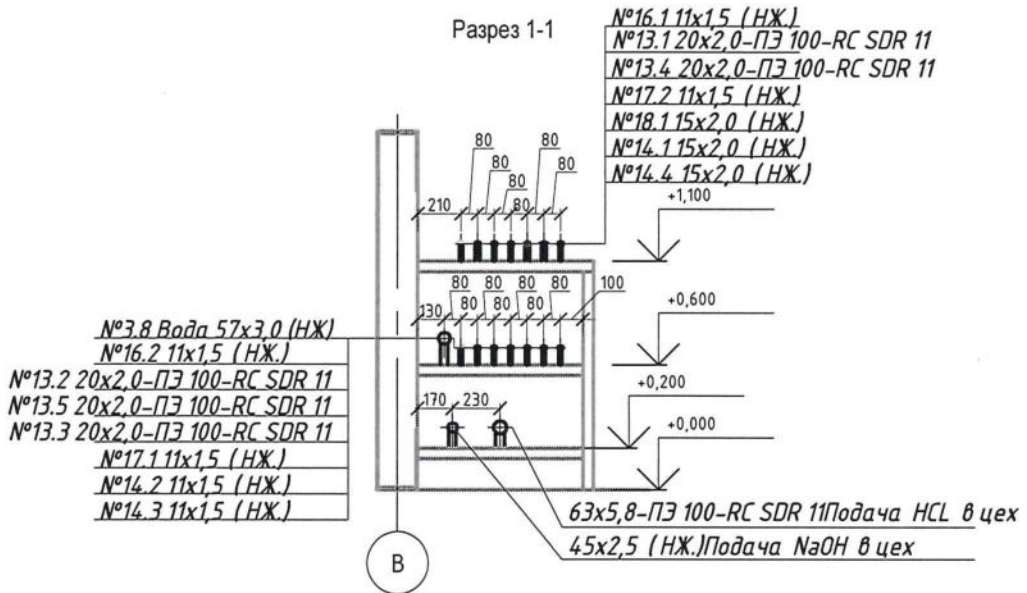 Разрез 1-1
№16.1 11х1,5 (НЖ.)
№13.1 20х2,0-ПЭ 100-RC SDR 11
№13.4 20х2,0-ПЭ 100-RC SDR 11
№17.2 11х1,5 (НЖ.)
№18.1 15х2,0 (НЖ.)
№14.1 15х2,0 (НЖ.)
№14.4 15х2,0 (НЖ.)
80 80
80 80
80
210 80
+1,100
80 80 80 80 100
130 80 80 80
+0,600
№3.8 Вода 57х3,0 (НЖ)
№16.2 11х1,5 (НЖ.)
№13.2 20х2,0-ПЭ 100-RC SDR 11
№13.5 20х2,0-ПЭ 100-RC SDR 11
№13.3 20х2,0-ПЭ 100-RC SDR 11
№17.1 11х1,5 (НЖ.)
№14.2 11х1,5 (НЖ.)
№14.3 11х1,5 (НЖ.)
170 230
+0,200
+0,000
63х5,8-ПЭ 100-RC SDR 11Подача HCL в цех
45х2,5 (НЖ.)Подача NaOH в цех
В